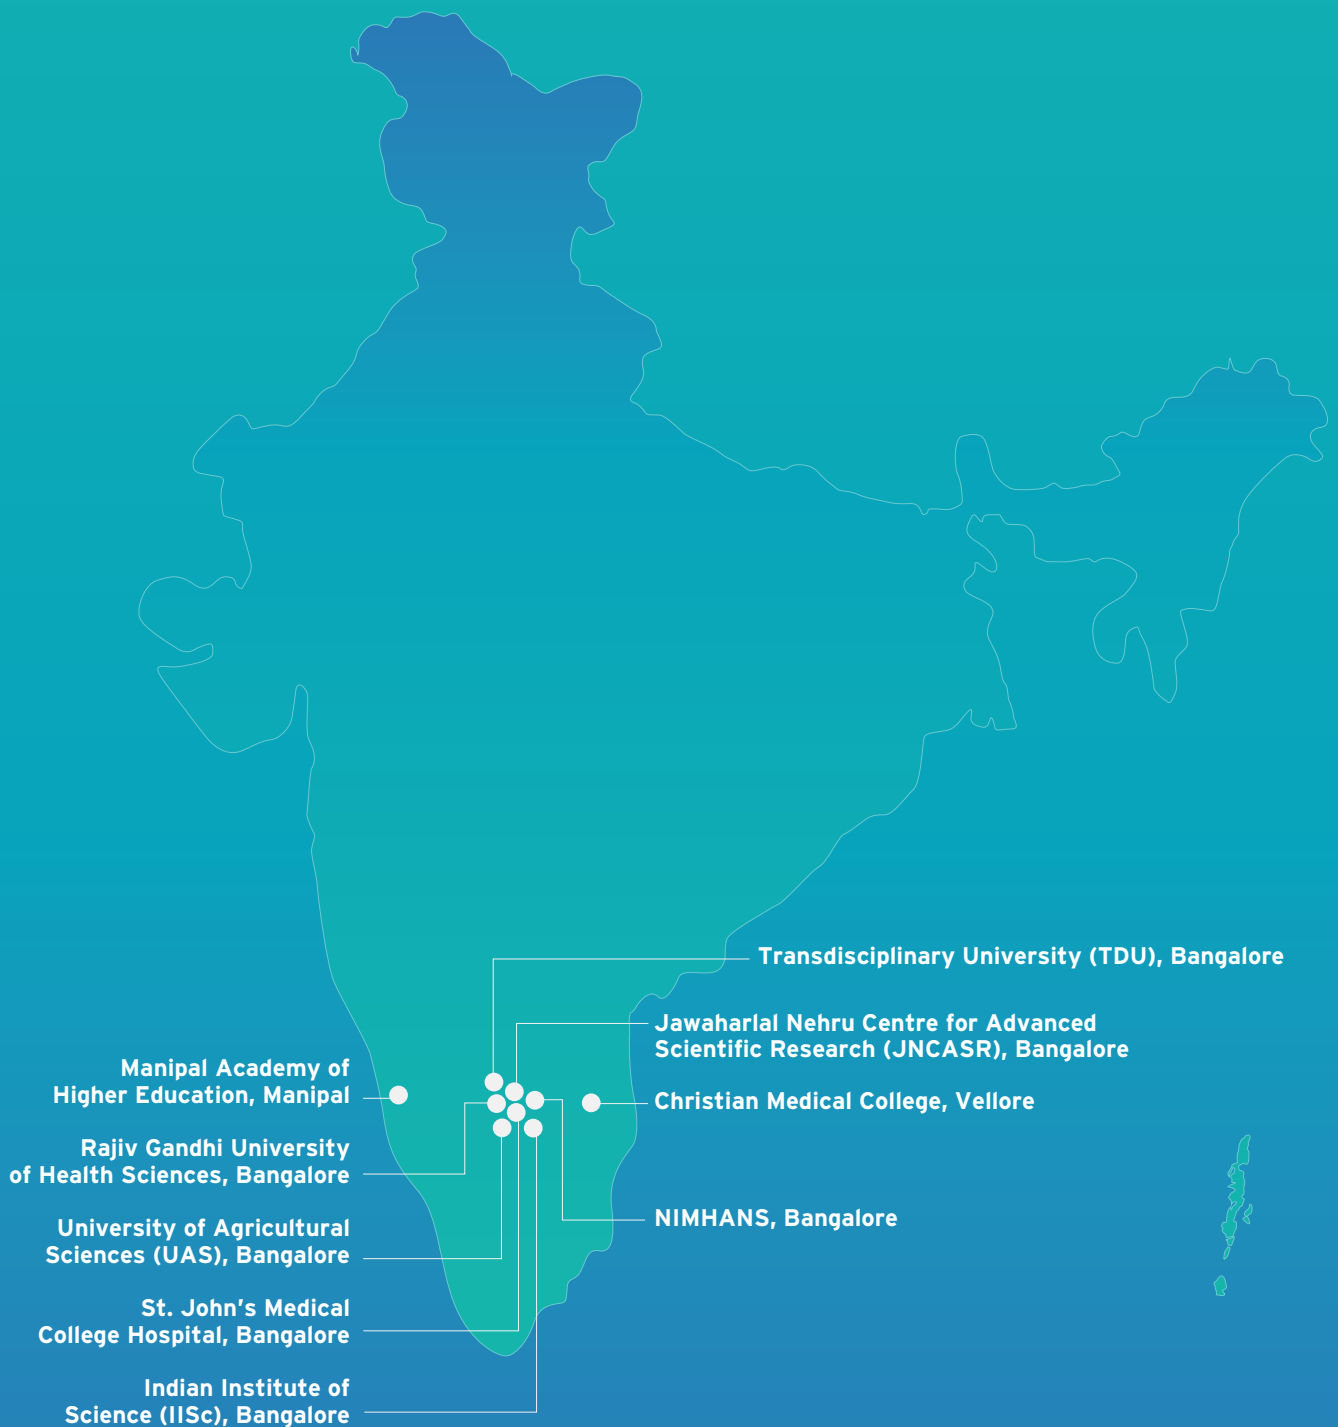 Transdisciplinary University (TDU), Bangalore
Jawaharlal Nehru Centre for Advanced
Scientific Research (JNCASR), Bangalore
Manipal Academy of
Higher Education, Manipal
Christian Medical College, Vellore
Rajiv Gandhi University
of Health Sciences, Bangalore
NIMHANS, Bangalore
University of Agricultural
Sciences (UAS), Bangalore
St. John's Medical
College Hospital, Bangalore
Indian Institute of
Science (IISc), Bangalore